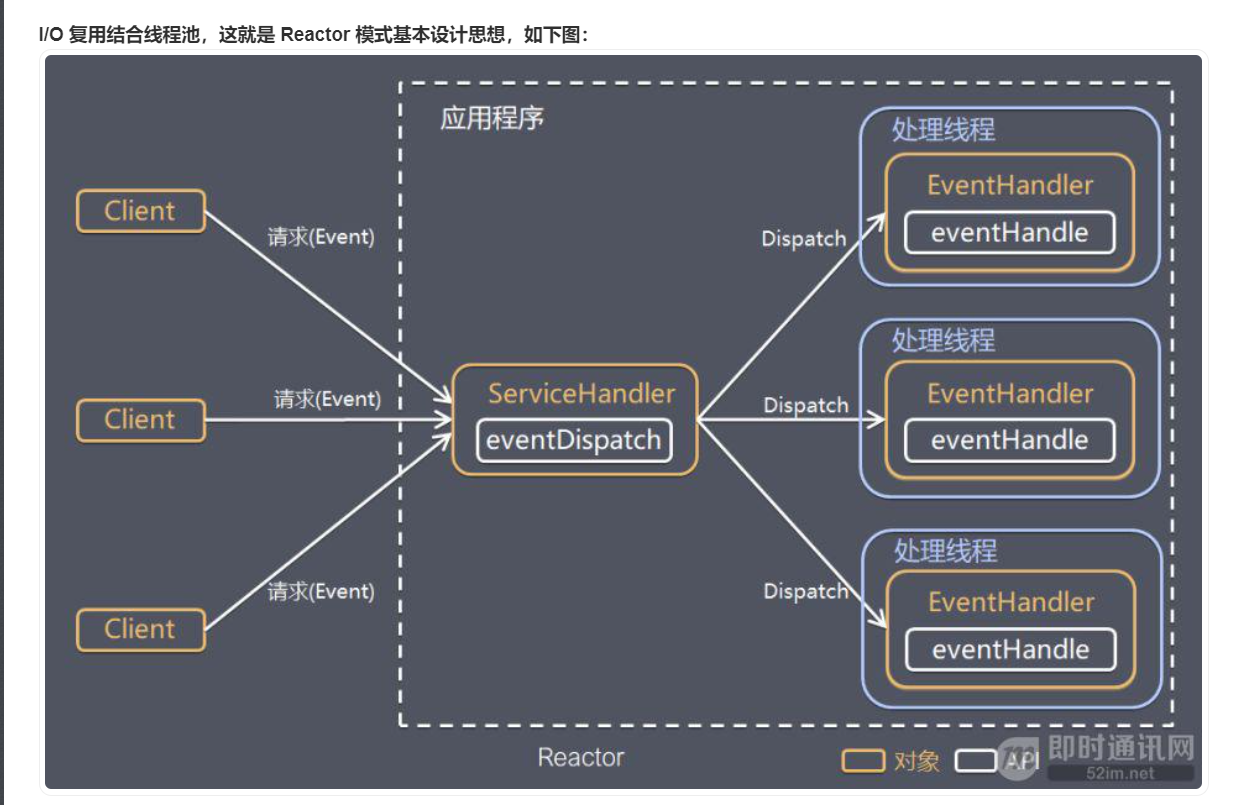 I/O 复用结合线程池，这就是 Reactor 模式基本设计思想，如下图：
应用程序
处理线程
EventHandler
eventHandle
Client
请求(Event)
Dispatch
处理线程
EventHandler
eventHandle
Client
请求(Event)
ServiceHandler
eventDispatch
Dispatch
处理线程
EventHandler
eventHandle
Client
请求(Event)
Dispatch
Reactor
对象
API
即时通讯网
52im.net